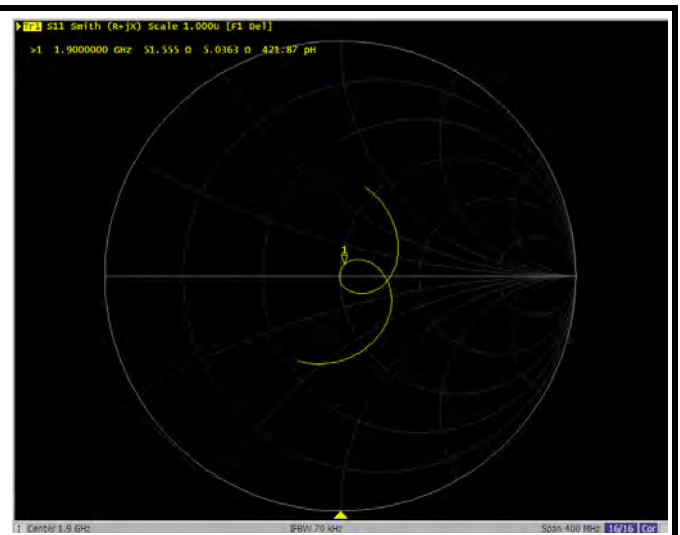 Tr1 S11 Smith (R+jX) Scale 1.000U [F1 Del]
>1 1.9000000 GHz 51.555 Ω 5.0363 Ω 421.87 pH
1
1 Center 1.9 GHz IFBW 70 kHz Span 400 MHz 16/16 Cor